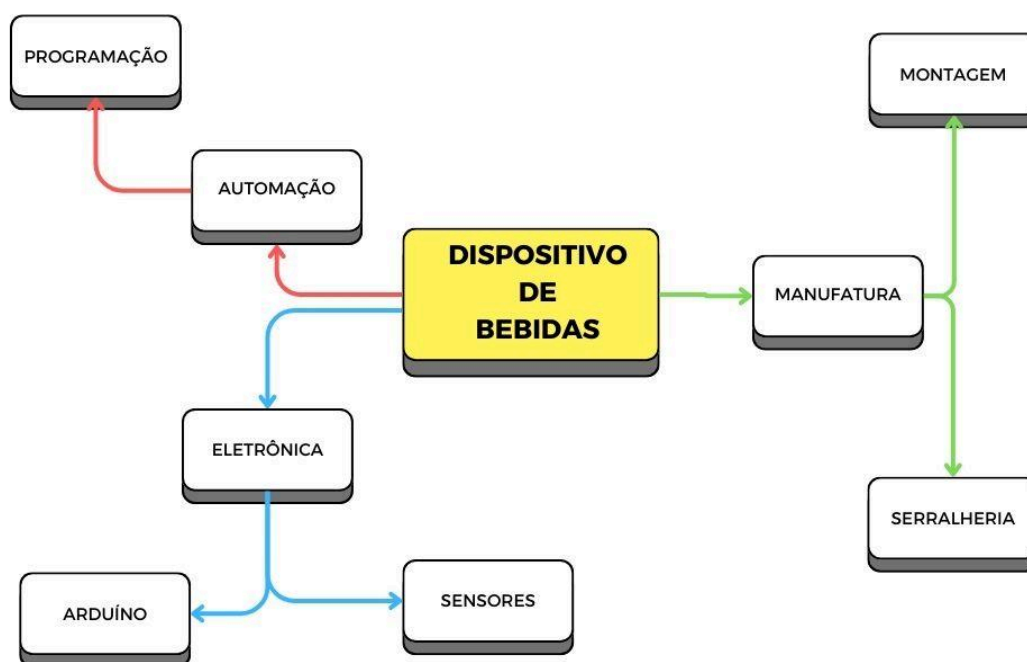 PROGRAMAÇÃO
MONTAGEM
AUTOMAÇÃO
DISPOSITIVO
DE
BEBIDAS
MANUFATURA
ELETRÔNICA
SERRALHERIA
ARDUÍNO
SENSORES